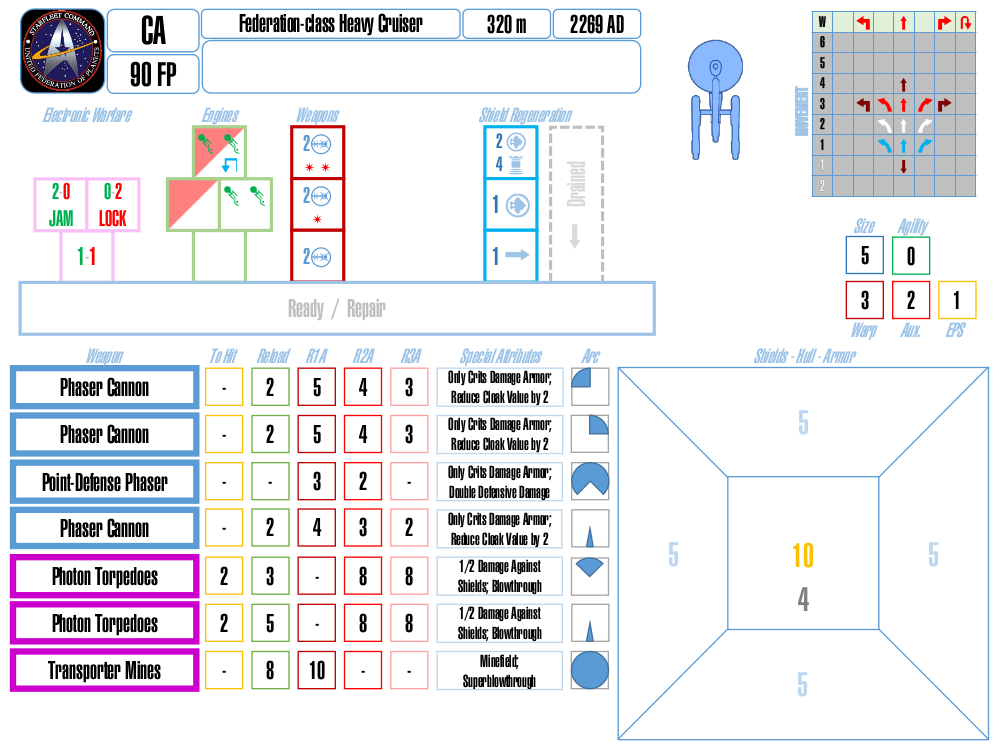 STARFLEET COMMAND
UNITED FEDERATION OF PLANETS
CA
Federation-class Heavy Cruiser
320 m
2269 AD
90 FP
Electronic Warfare
Engines
Weapons
Shield Regeneration
2-0
JAM
0-2
LOCK
1-1
2
2
2
2
4
1
1
Drained
Ready / Repair
MOVEMENT
W
6
5
4
3
2
1
1
2
Size
Agility
5
0
3
2
1
Warp
Aux.
EPS
Weapon To Hit Reload R1A R2A R3A Special Attributes Arc
Phaser Cannon - 2 5 4 3 Only Crits Damage Armor;
Reduce Cloak Value by 2
Phaser Cannon - 2 5 4 3 Only Crits Damage Armor;
Reduce Cloak Value by 2
Point-Defense Phaser - - 3 2 - Only Crits Damage Armor;
Double Defensive Damage
Phaser Cannon - 2 4 3 2 Only Crits Damage Armor;
Reduce Cloak Value by 2
Photon Torpedoes 2 3 - 8 8 1/2 Damage Against
Shields; Blowthrough
Photon Torpedoes 2 5 - 8 8 1/2 Damage Against
Shields; Blowthrough
Transporter Mines - 8 10 - - Minefield;
Superblowthrough
Shields - Hull - Armor
5
5
10
5
4
5